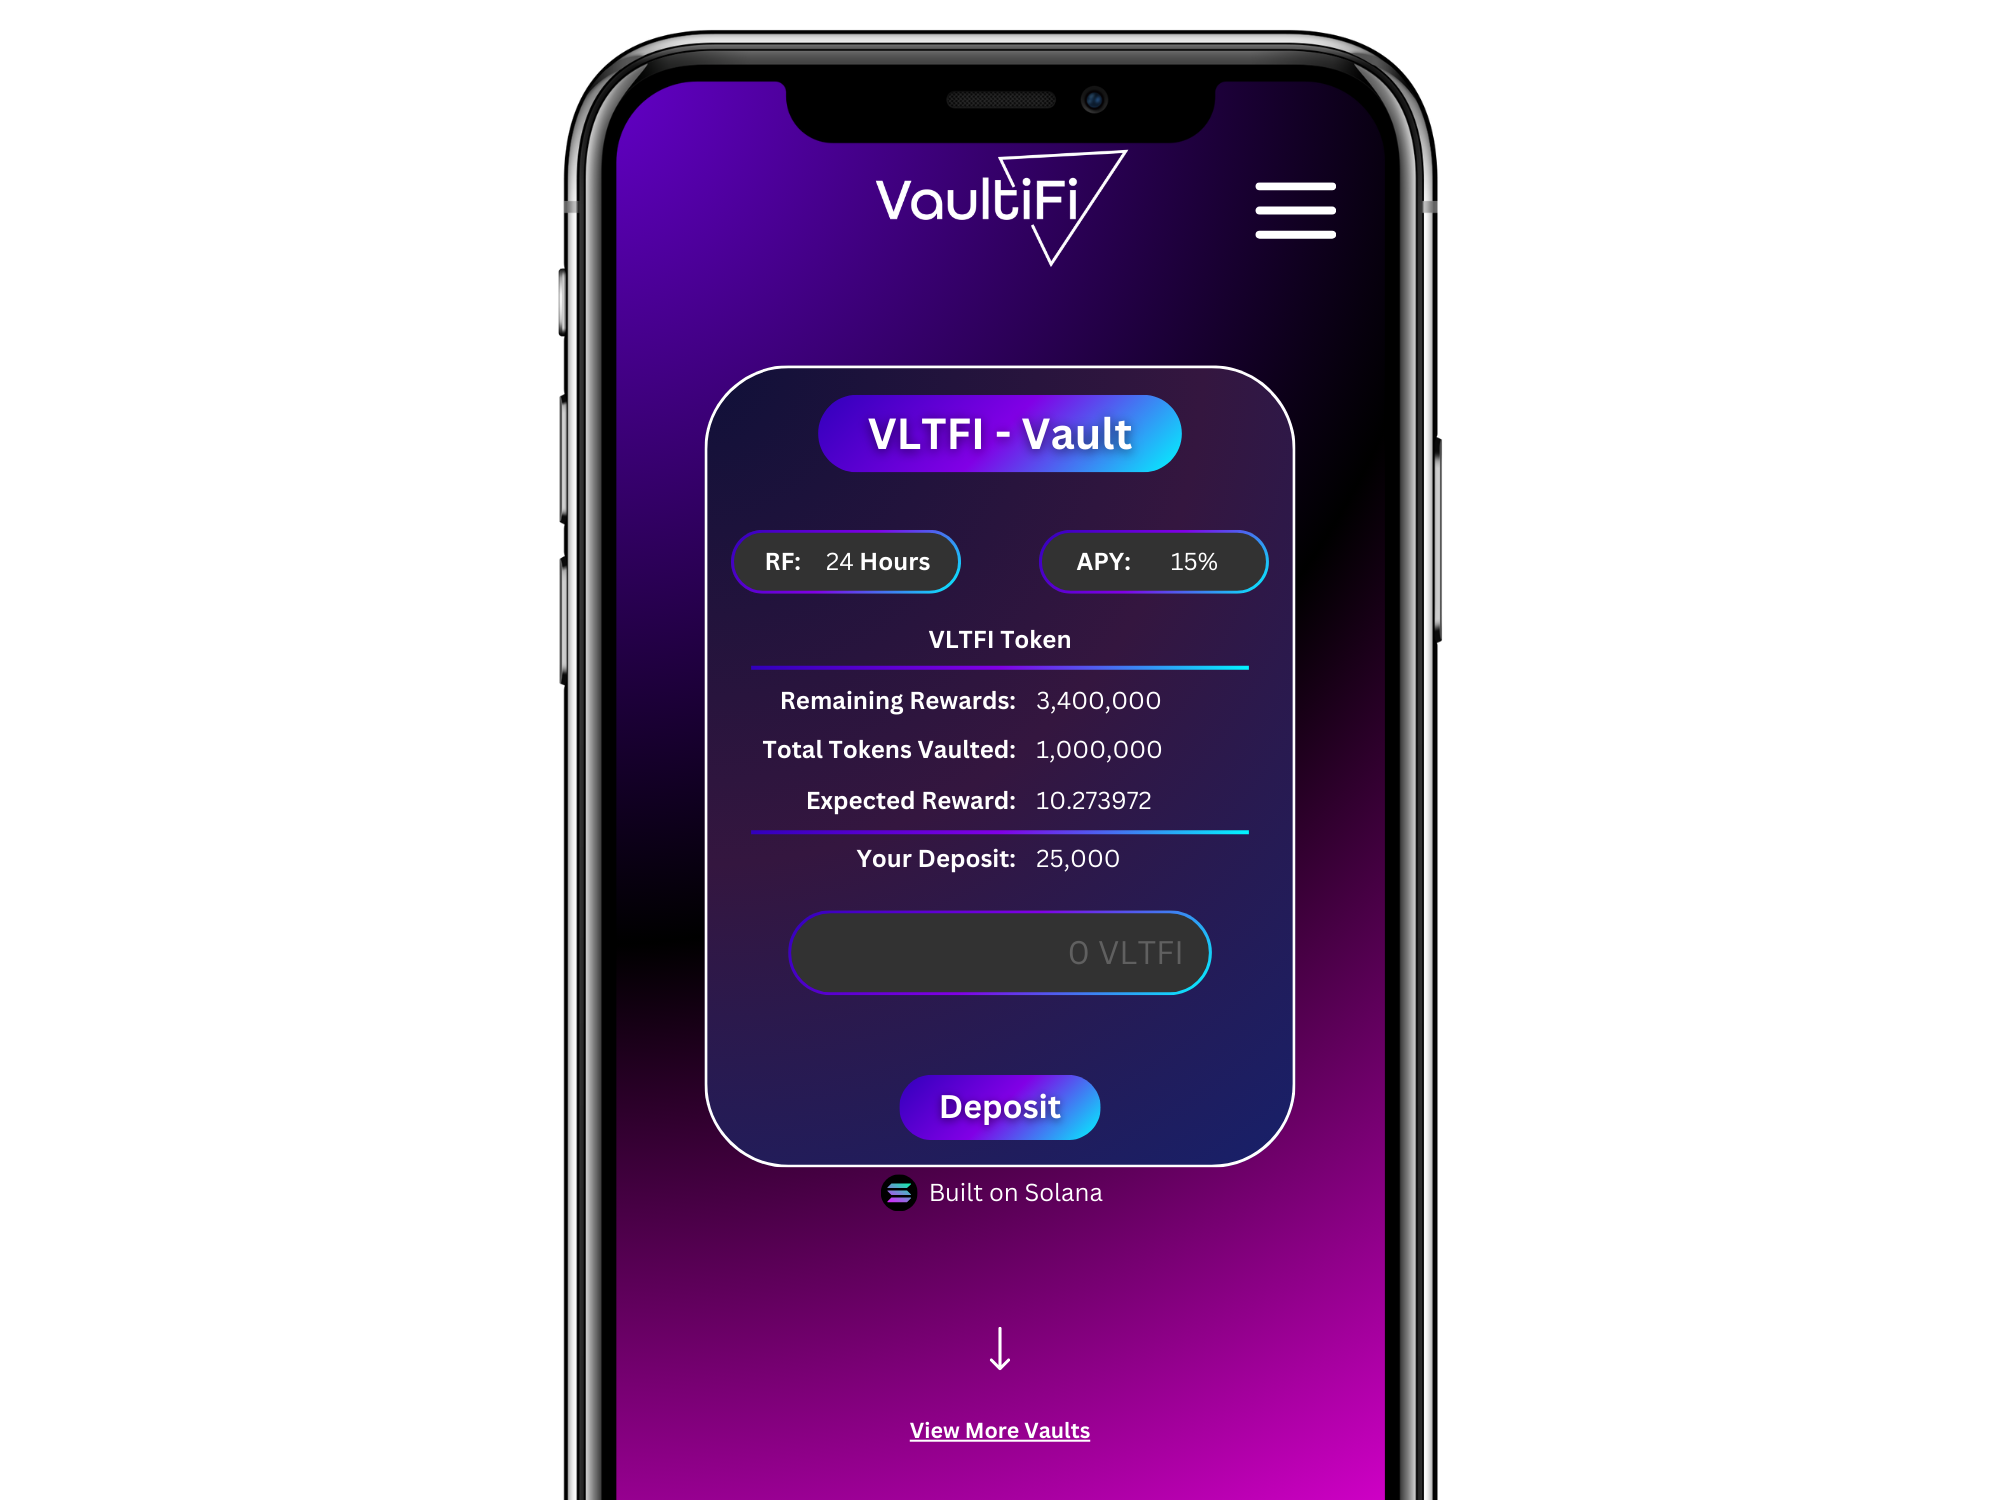 VaultiFi
VLTFI - Vault
RF: 24 Hours
APY: 15%
VLTFI Token
Remaining Rewards: 3,400,000
Total Tokens Vaulted: 1,000,000
Expected Reward: 10.273972
Your Deposit: 25,000
0 VLTFI
Deposit
Built on Solana
View More Vaults